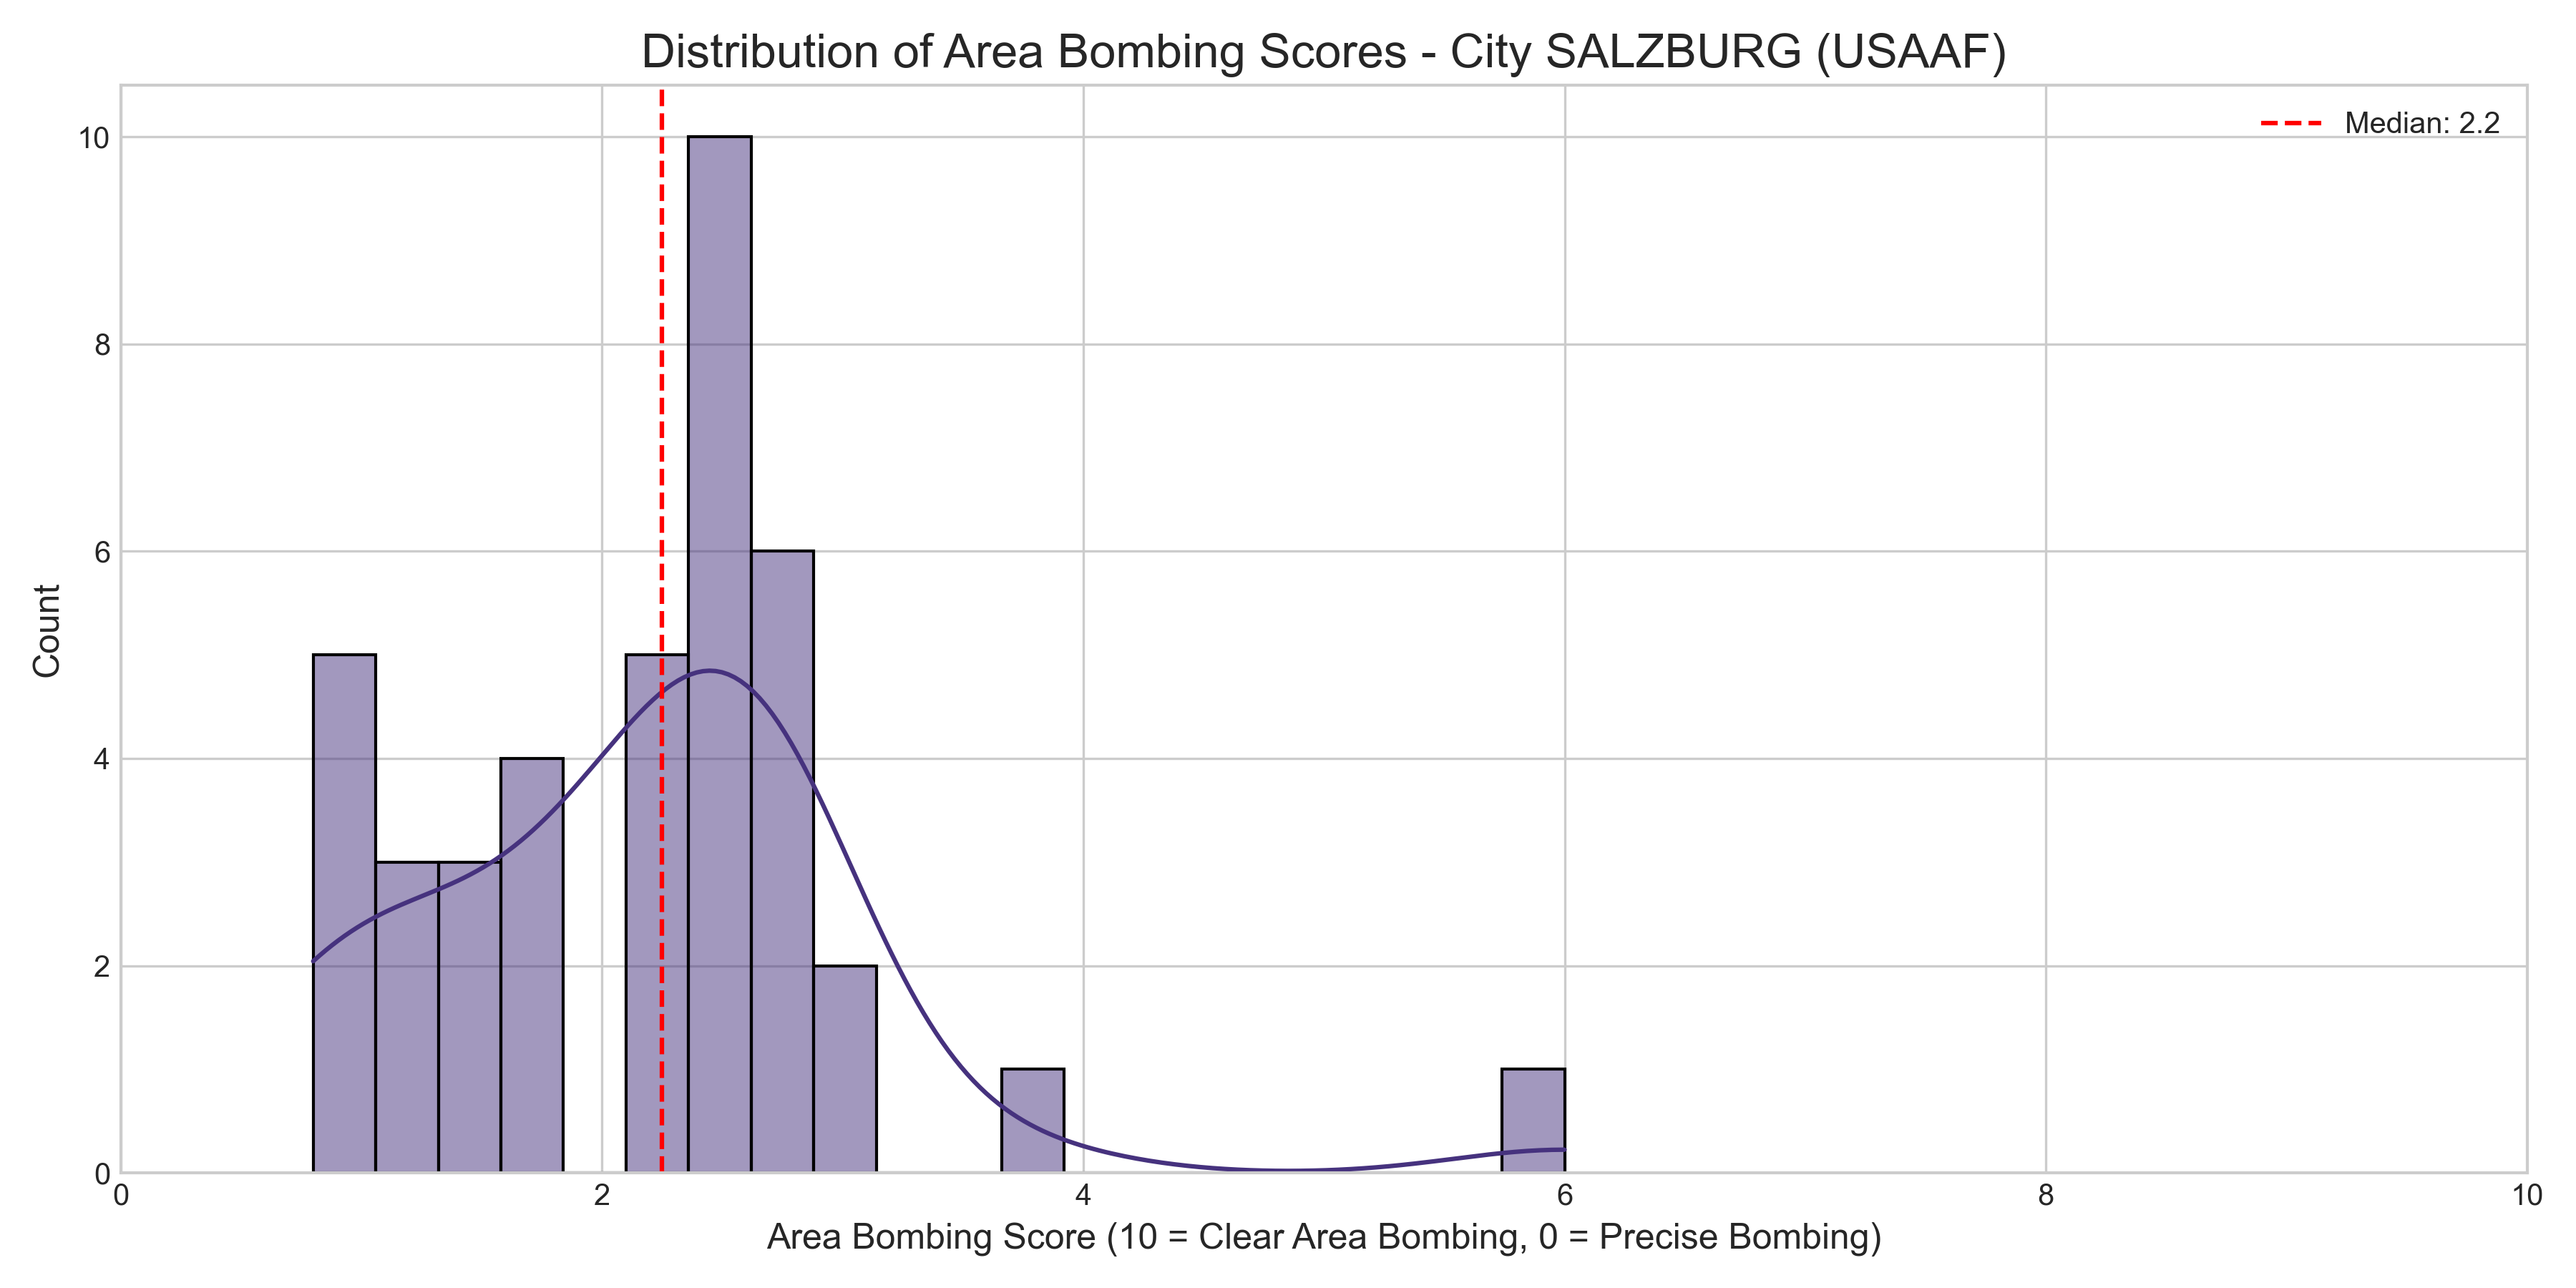 Distribution of Area Bombing Scores - City SALZBURG (USAAF)
Median: 2.2
Count
10
8
6
4
2
0
0 2 4 6 8 10
Area Bombing Score (10 = Clear Area Bombing, 0 = Precise Bombing)